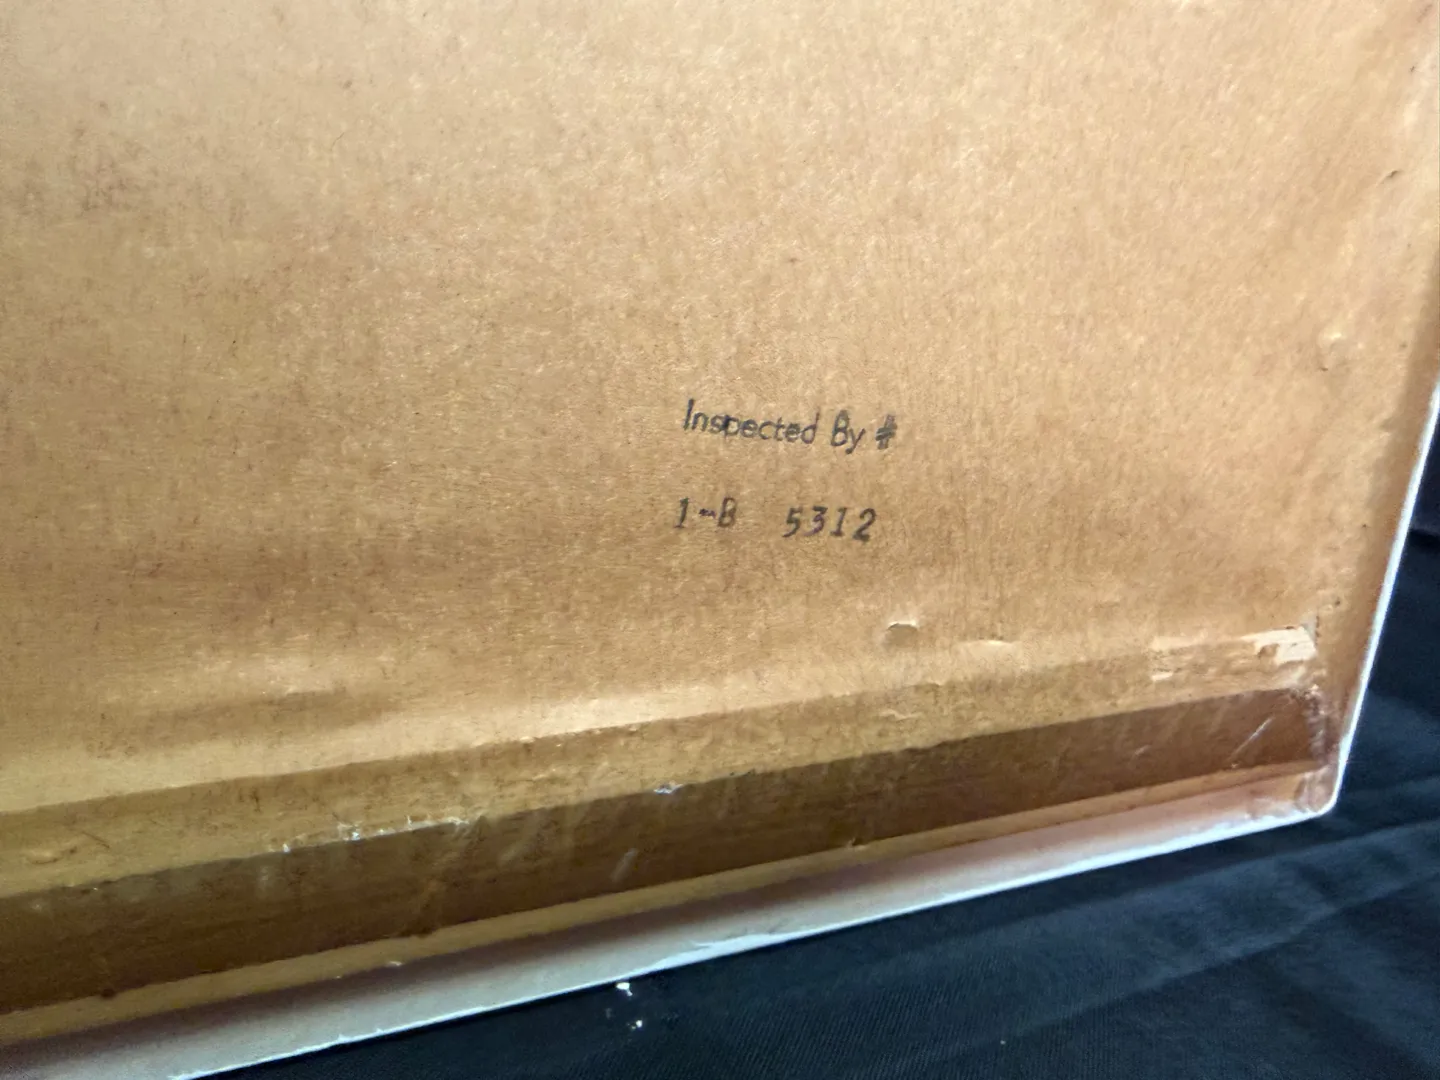 Inspected By #
1-B 5312